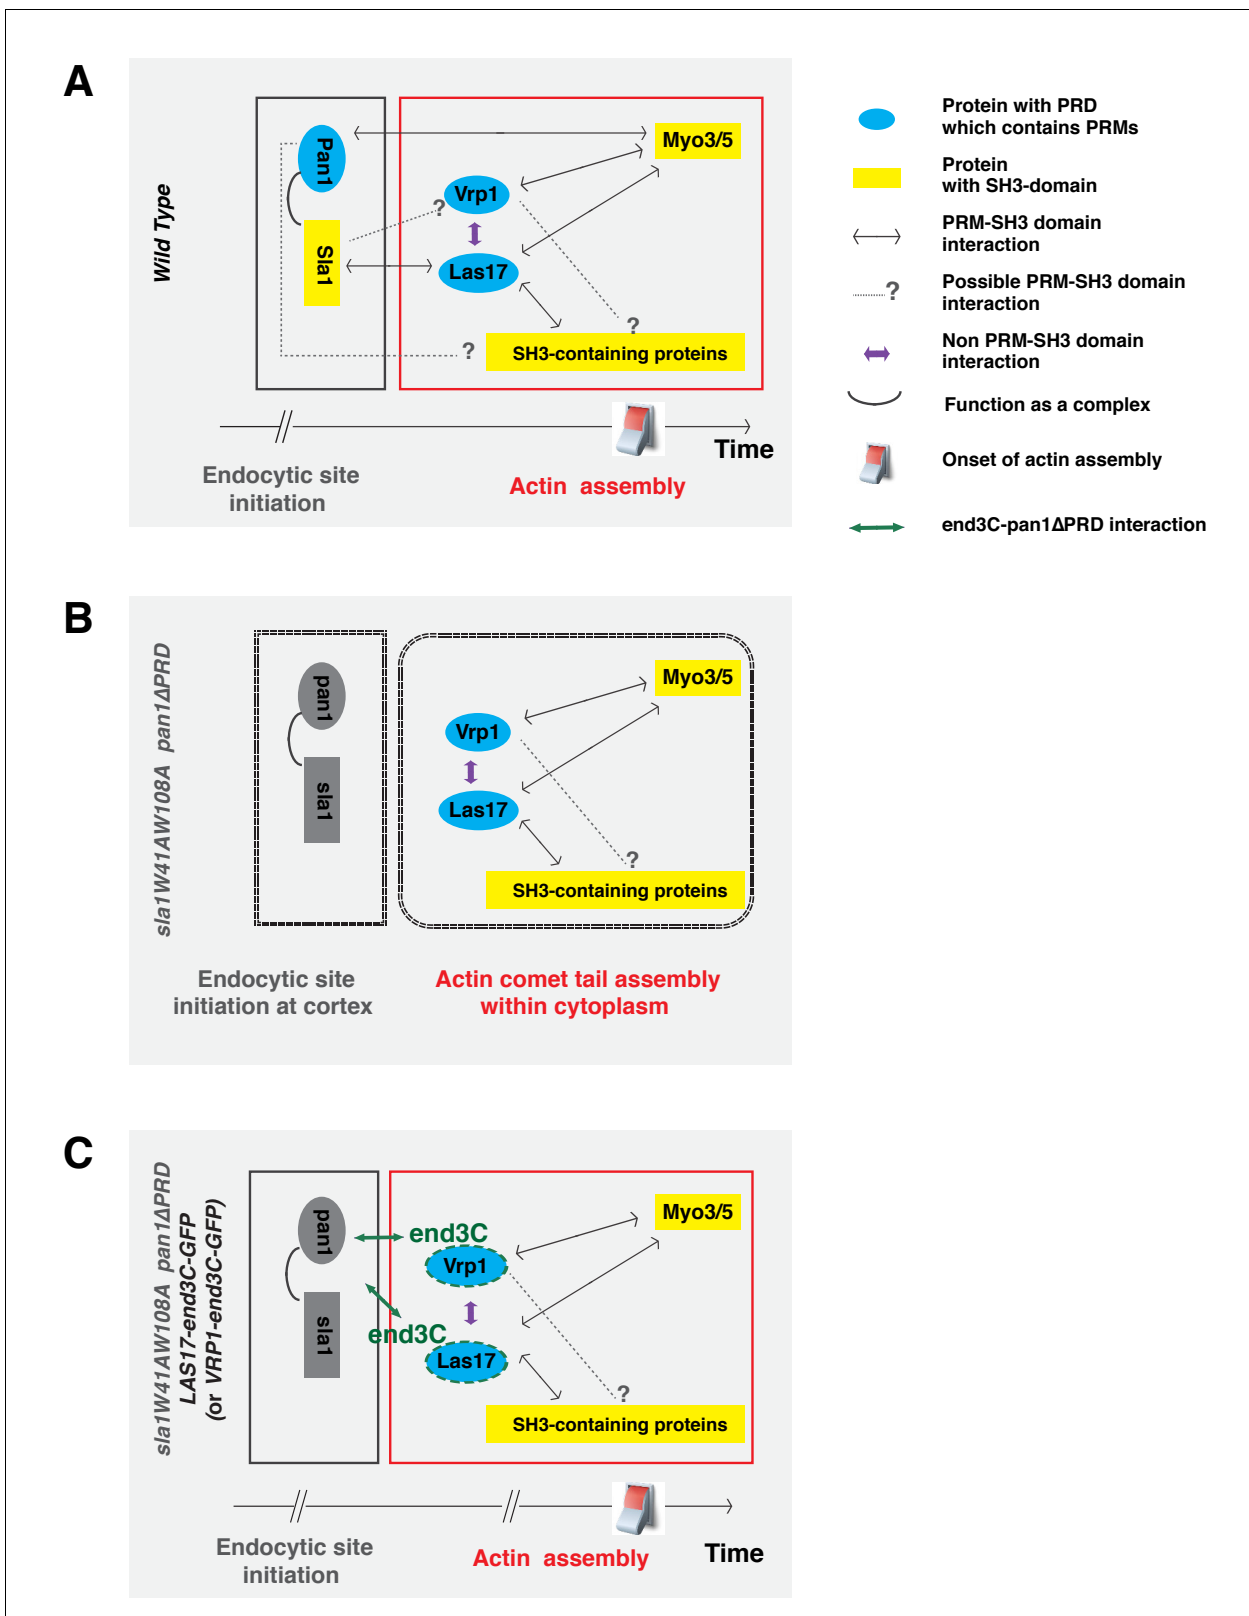 A
Wild Type
Pan1
Sla1
Vrp1
?
Las17
Myo3/5
?
?
SH3-containing proteins
Time
Endocytic site
initiation
Actin assembly
Protein with PRD
which contains PRMs
Protein
with SH3-domain
PRM-SH3 domain
interaction
?
Possible PRM-SH3 domain
interaction
Non PRM-SH3 domain
interaction
Function as a complex
Onset of actin assembly
end3C-pan1ΔPRD interaction
B
sla1W41AW108A pan1ΔPRD
pan1
sla1
Vrp1
Las17
Myo3/5
?
SH3-containing proteins
Endocytic site
initiation at cortex
Actin comet tail assembly
within cytoplasm
C
sla1W41AW108A pan1ΔPRD
LAS17-end3C-GFP
(or VRP1-end3C-GFP)
pan1
sla1
end3C
Vrp1
end3C
Las17
Myo3/5
?
SH3-containing proteins
Endocytic site
initiation
Actin assembly
Time